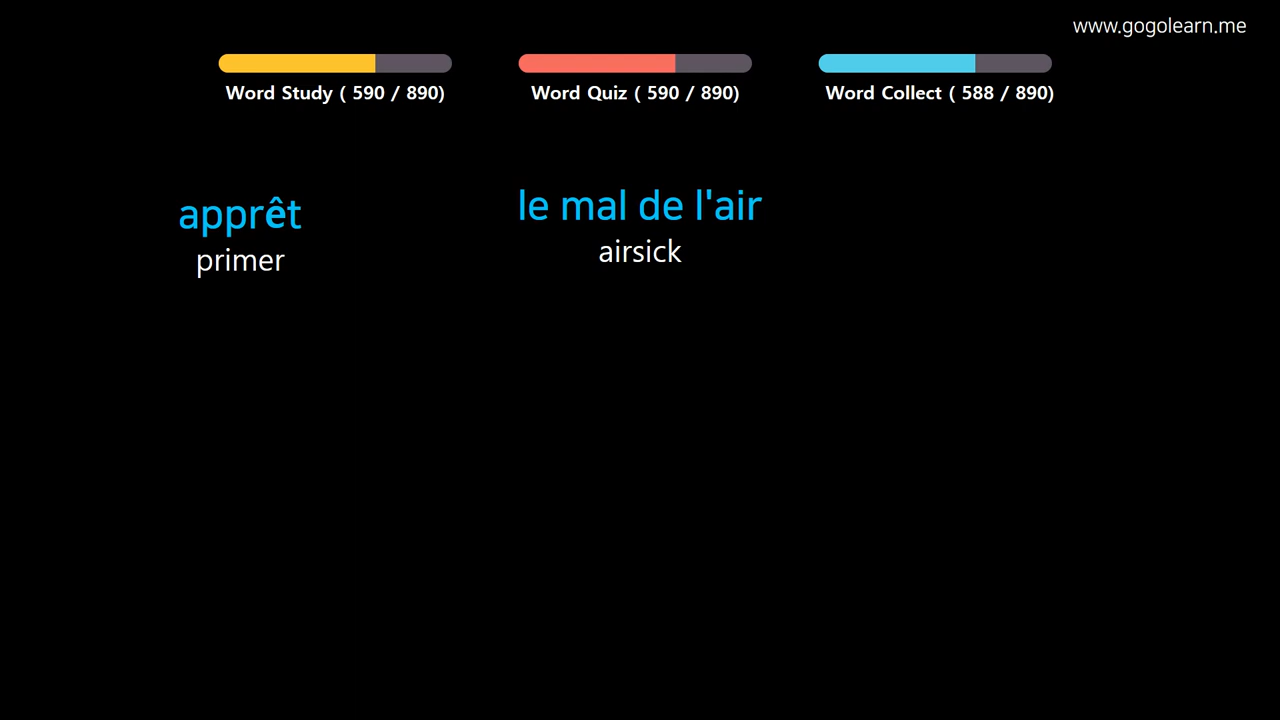 www.gogolearn.me
Word Study ( 590 / 890)
Word Quiz ( 590 / 890)
Word Collect ( 588 / 890)
apprêt
primer
le mal de l'air
airsick